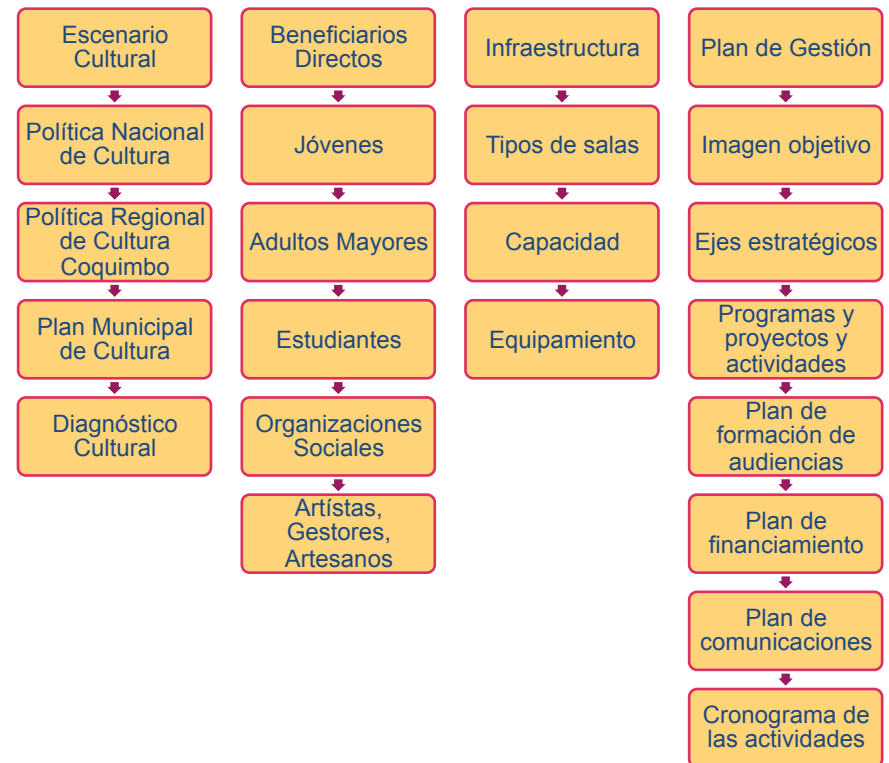 Escenario
Cultural
Política Nacional
de Cultura
Política Regional
de Cultura
Coquimbo
Plan Municipal
de Cultura
Diagnóstico
Cultural
Beneficiarios
Directos
Jóvenes
Adultos Mayores
Estudiantes
Organizaciones
Sociales
Artístas,
Gestores,
Artesanos
Infraestructura
Tipos de salas
Capacidad
Equipamiento
Plan de Gestión
Imagen objetivo
Ejes estratégicos
Programas y
proyectos y
actividades
Plan de
formación de
audiencias
Plan de
financiamiento
Plan de
comunicaciones
Cronograma de
las actividades